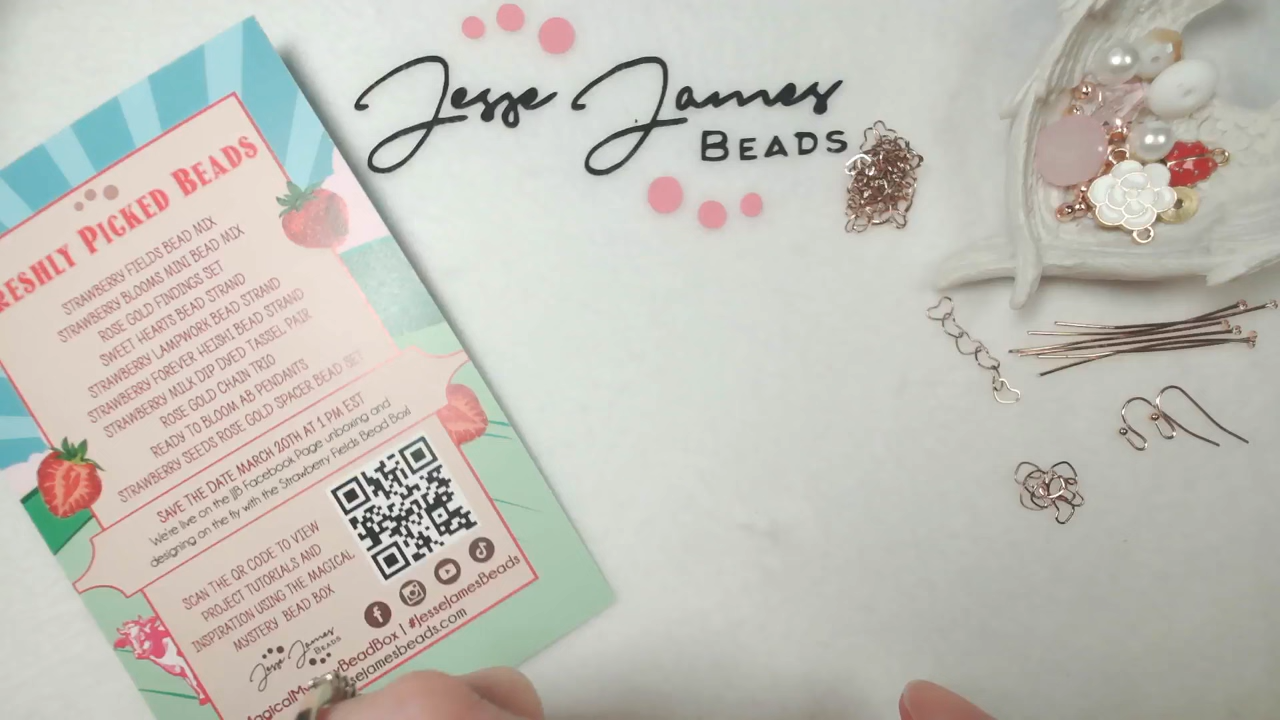 Jesse James
BEADS
RESHLY PICKED BEADS
STRAWBERRY FIELDS BEAD MIX
STRAWBERRY BLOOMS MINI BEAD MIX
ROSE GOLD FINDINGS SET
SWEET HEARTS BEAD STRAND
STRAWBERRY LAMPWORK BEAD STRAND
STRAWBERRY FOREVER HEISHI BEAD STRAND
STRAWBERRY MILK DIP DYED TASSEL PAIR
ROSE GOLD CHAIN TRIO
READY TO BLOOM AB PENDANTS
STRAWBERRY SEEDS ROSE GOLD SPACER BEAD SET
SAVE THE DATE MARCH 20TH AT 1 PM EST
We're live on the JJB Facebook Page unboxing and
designing on the fly with the Strawberry Fields Bead Box!
SCAN THE QR CODE TO VIEW
PROJECT TUTORIALS AND
INSPIRATION USING THE MAGICAL
MYSTERY BEAD BOX
Jesse James
BEADS
BeadBox | #JesseJamesBeads
jessejamesbeads.com